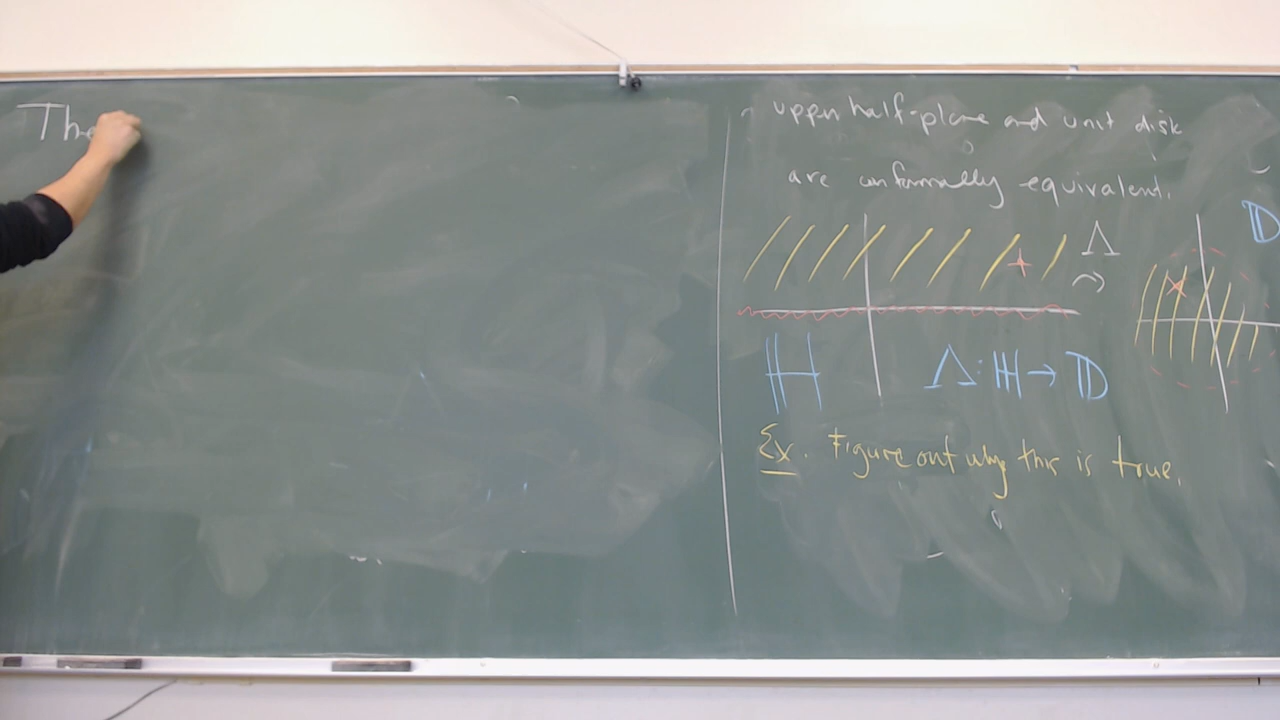 The
upper half-plane and unit disk
are conformally equivalent.
Λ
D
H
Λ: H → D
Ex. Figure out why this is true.